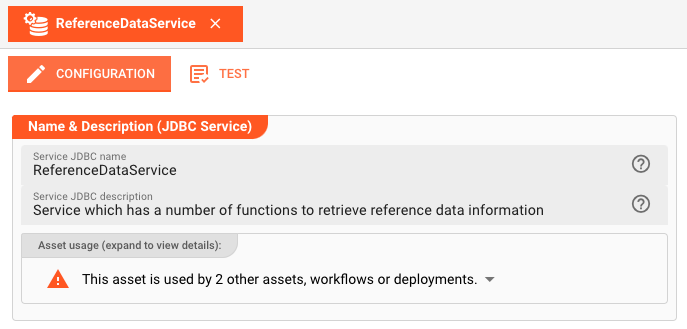 ReferenceDataService
CONFIGURATION
TEST
Name & Description (JDBC Service)
Service JDBC name
ReferenceDataService
Service JDBC description
Service which has a number of functions to retrieve reference data information
Asset usage (expand to view details):
This asset is used by 2 other assets, workflows or deployments.